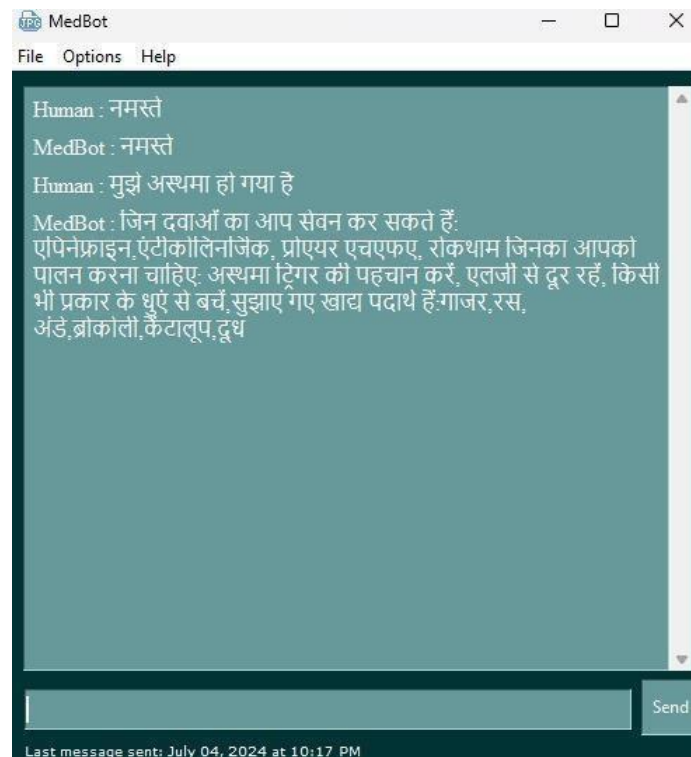 MedBot
File Options Help
Human : नमस्ते
MedBot : नमस्ते
Human : मुझे अस्थमा हो गया है
MedBot : जिन दवाओं का आप सेवन कर सकते हैं:
एपिनेफ्राइन,एंटीकोलिनर्जिक, प्रोएयर एचएफए, रोकथाम जिनका आपको
पालन करना चाहिए: अस्थमा ट्रिगर की पहचान करें, एलर्जी से दूर रहें, किसी
भी प्रकार के धुएं से बचें,सुझाए गए खाद्य पदार्थ हैं:गाजर,रस,
अंडे,ब्रोकोली,कैंटालूप,दूध
Send
Last message sent: July 04, 2024 at 10:17 PM